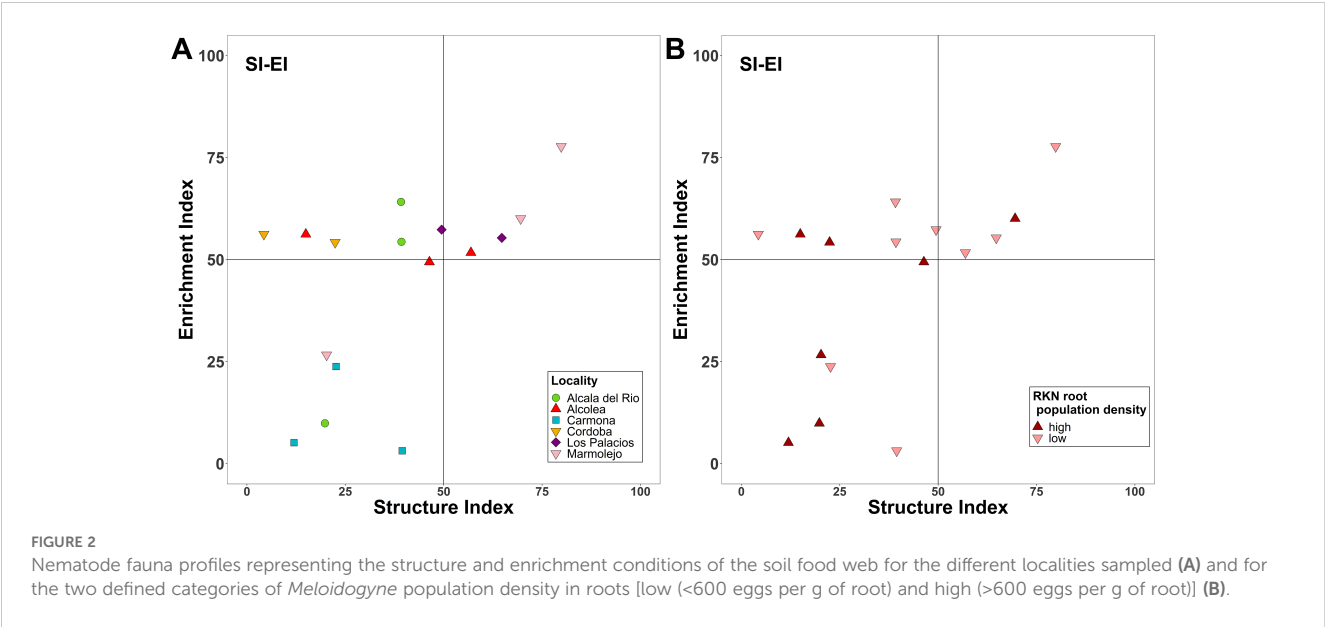 A
SI-EI
100
75
50
25
0
Enrichment Index
0
25
50
75
100
Structure Index
Locality
Alcala del Rio
Alcolea
Carmona
Cordoba
Los Palacios
Marmolejo
B
SI-EI
100
75
50
25
0
Enrichment Index
0
25
50
75
100
Structure Index
RKN root
population density
high
low
FIGURE 2
Nematode fauna profiles representing the structure and enrichment conditions of the soil food web for the different localities sampled (A) and for
the two defined categories of Meloidogyne population density in roots [low (<600 eggs per g of root) and high (>600 eggs per g of root)] (B).